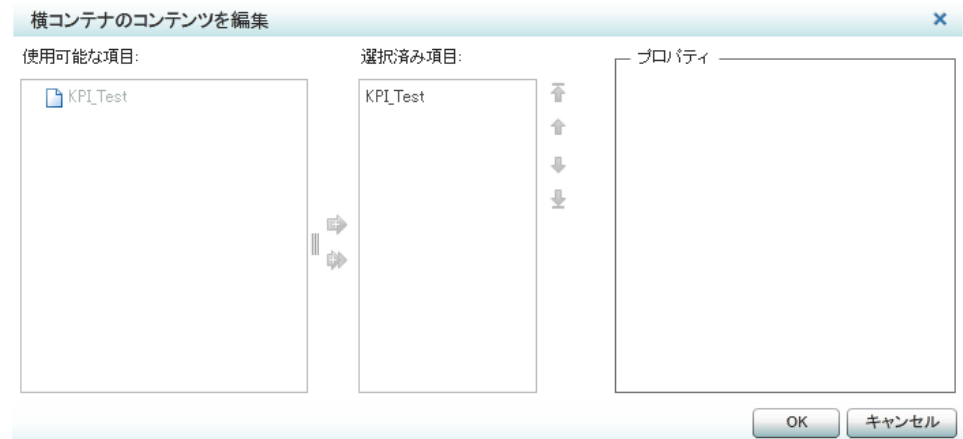 横コンテナのコンテンツを編集
使用可能な項目:
選択済み項目:
プロパティ
KPI_Test
KPI_Test
OK
キャンセル